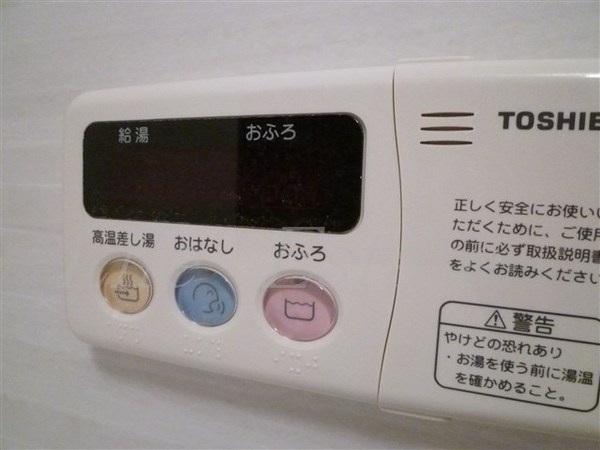 給湯 おふろ
高温差し湯 おはなし おふろ
TOSHIB
正しく安全にお使いい
ただくために、ご使用
の前に必ず取扱説明書
をよくお読みください
警告
やけどの恐れあり
・お湯を使う前に湯温
を確かめること。